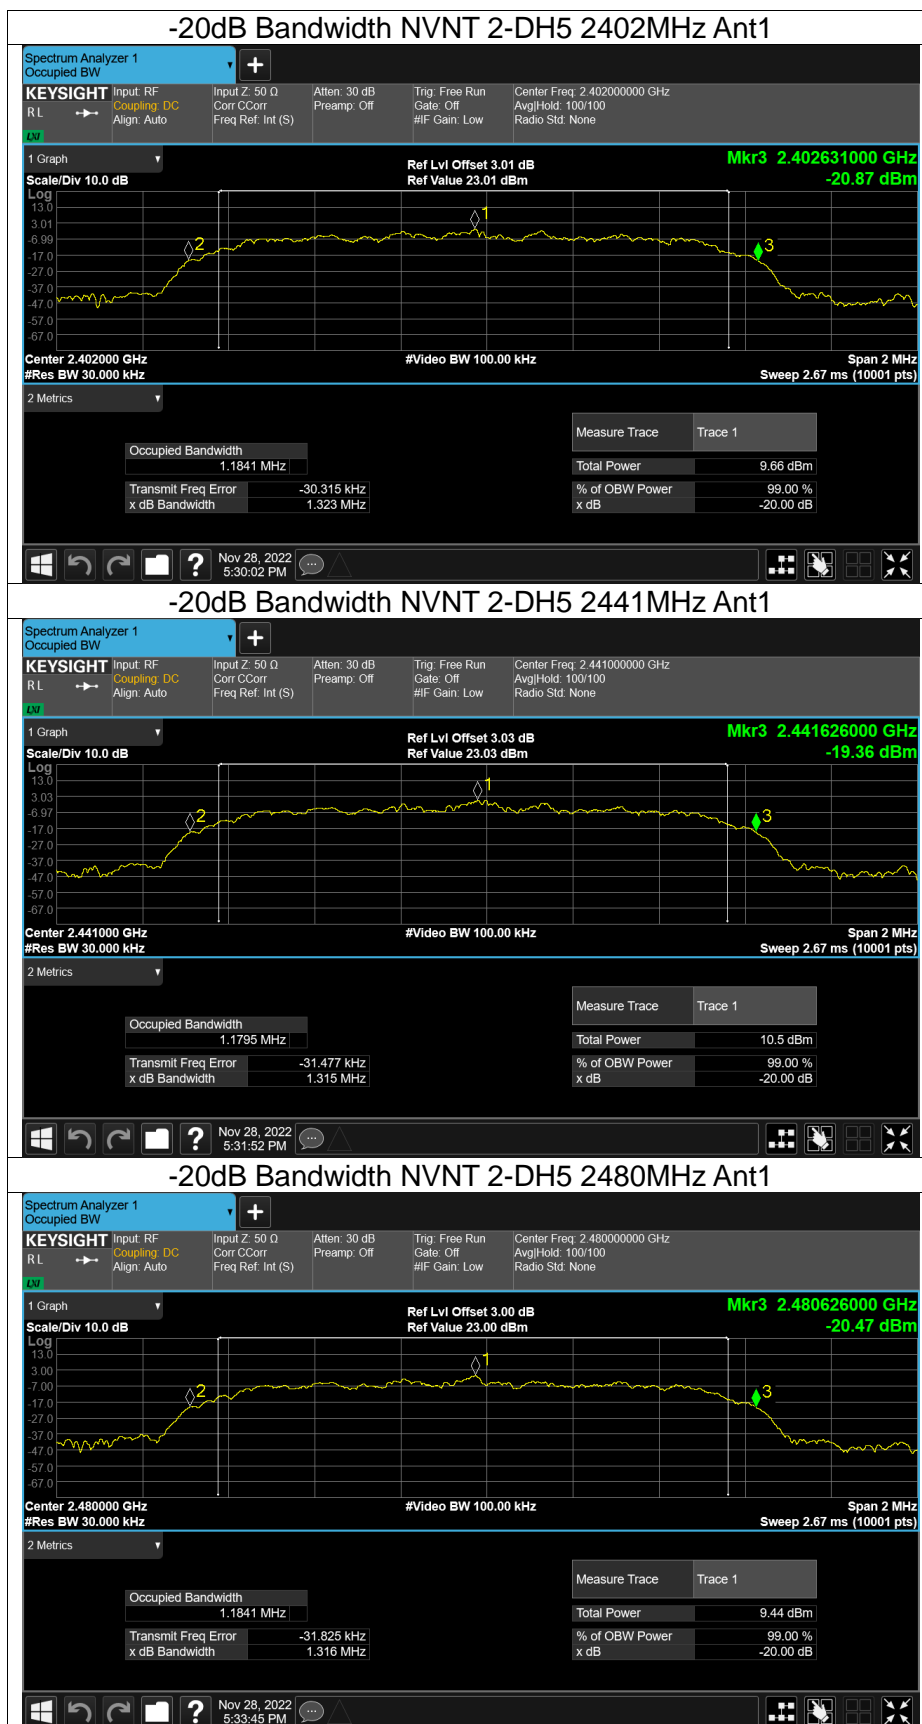 -20dB Bandwidth NVNT 2-DH5 2402MHz Ant1
Spectrum Analyzer 1
Occupied BW
KEYSIGHT Input: RF Input Z: 50 Ω Atten: 30 dB Trig: Free Run Center Freq: 2.402000000 GHz
R L Coupling: DC Corr CCorr Preamp: Off Gate: Off Avg|Hold: 100/100
Align: Auto Freq Ref: Int (S) #IF Gain: Low Radio Std: None
LXI
1 Graph Ref Lvl Offset 3.01 dB Mkr3 2.402631000 GHz
Scale/Div 10.0 dB Ref Value 23.01 dBm -20.87 dBm
Log
13.0
3.01
-6.99
-17.0
-27.0
-37.0
-47.0
-57.0
-67.0
1
2
3
Center 2.402000 GHz #Video BW 100.00 kHz Span 2 MHz
#Res BW 30.000 kHz Sweep 2.67 ms (10001 pts)
2 Metrics
Measure Trace Trace 1
Occupied Bandwidth
1.1841 MHz Total Power 9.66 dBm
Transmit Freq Error -30.315 kHz % of OBW Power 99.00 %
x dB Bandwidth 1.323 MHz x dB -20.00 dB
Nov 28, 2022
5:30:02 PM
-20dB Bandwidth NVNT 2-DH5 2441MHz Ant1
Spectrum Analyzer 1
Occupied BW
KEYSIGHT Input: RF Input Z: 50 Ω Atten: 30 dB Trig: Free Run Center Freq: 2.441000000 GHz
R L Coupling: DC Corr CCorr Preamp: Off Gate: Off Avg|Hold: 100/100
Align: Auto Freq Ref: Int (S) #IF Gain: Low Radio Std: None
LXI
1 Graph Ref Lvl Offset 3.03 dB Mkr3 2.441626000 GHz
Scale/Div 10.0 dB Ref Value 23.03 dBm -19.36 dBm
Log
13.0
3.03
-6.97
-17.0
-27.0
-37.0
-47.0
-57.0
-67.0
1
2
3
Center 2.441000 GHz #Video BW 100.00 kHz Span 2 MHz
#Res BW 30.000 kHz Sweep 2.67 ms (10001 pts)
2 Metrics
Measure Trace Trace 1
Occupied Bandwidth
1.1795 MHz Total Power 10.5 dBm
Transmit Freq Error -31.477 kHz % of OBW Power 99.00 %
x dB Bandwidth 1.315 MHz x dB -20.00 dB
Nov 28, 2022
5:31:52 PM
-20dB Bandwidth NVNT 2-DH5 2480MHz Ant1
Spectrum Analyzer 1
Occupied BW
KEYSIGHT Input: RF Input Z: 50 Ω Atten: 30 dB Trig: Free Run Center Freq: 2.480000000 GHz
R L Coupling: DC Corr CCorr Preamp: Off Gate: Off Avg|Hold: 100/100
Align: Auto Freq Ref: Int (S) #IF Gain: Low Radio Std: None
LXI
1 Graph Ref Lvl Offset 3.00 dB Mkr3 2.480626000 GHz
Scale/Div 10.0 dB Ref Value 23.00 dBm -20.47 dBm
Log
13.0
3.00
-7.00
-17.0
-27.0
-37.0
-47.0
-57.0
-67.0
1
2
3
Center 2.480000 GHz #Video BW 100.00 kHz Span 2 MHz
#Res BW 30.000 kHz Sweep 2.67 ms (10001 pts)
2 Metrics
Measure Trace Trace 1
Occupied Bandwidth
1.1841 MHz Total Power 9.44 dBm
Transmit Freq Error -31.825 kHz % of OBW Power 99.00 %
x dB Bandwidth 1.316 MHz x dB -20.00 dB
Nov 28, 2022
5:33:45 PM